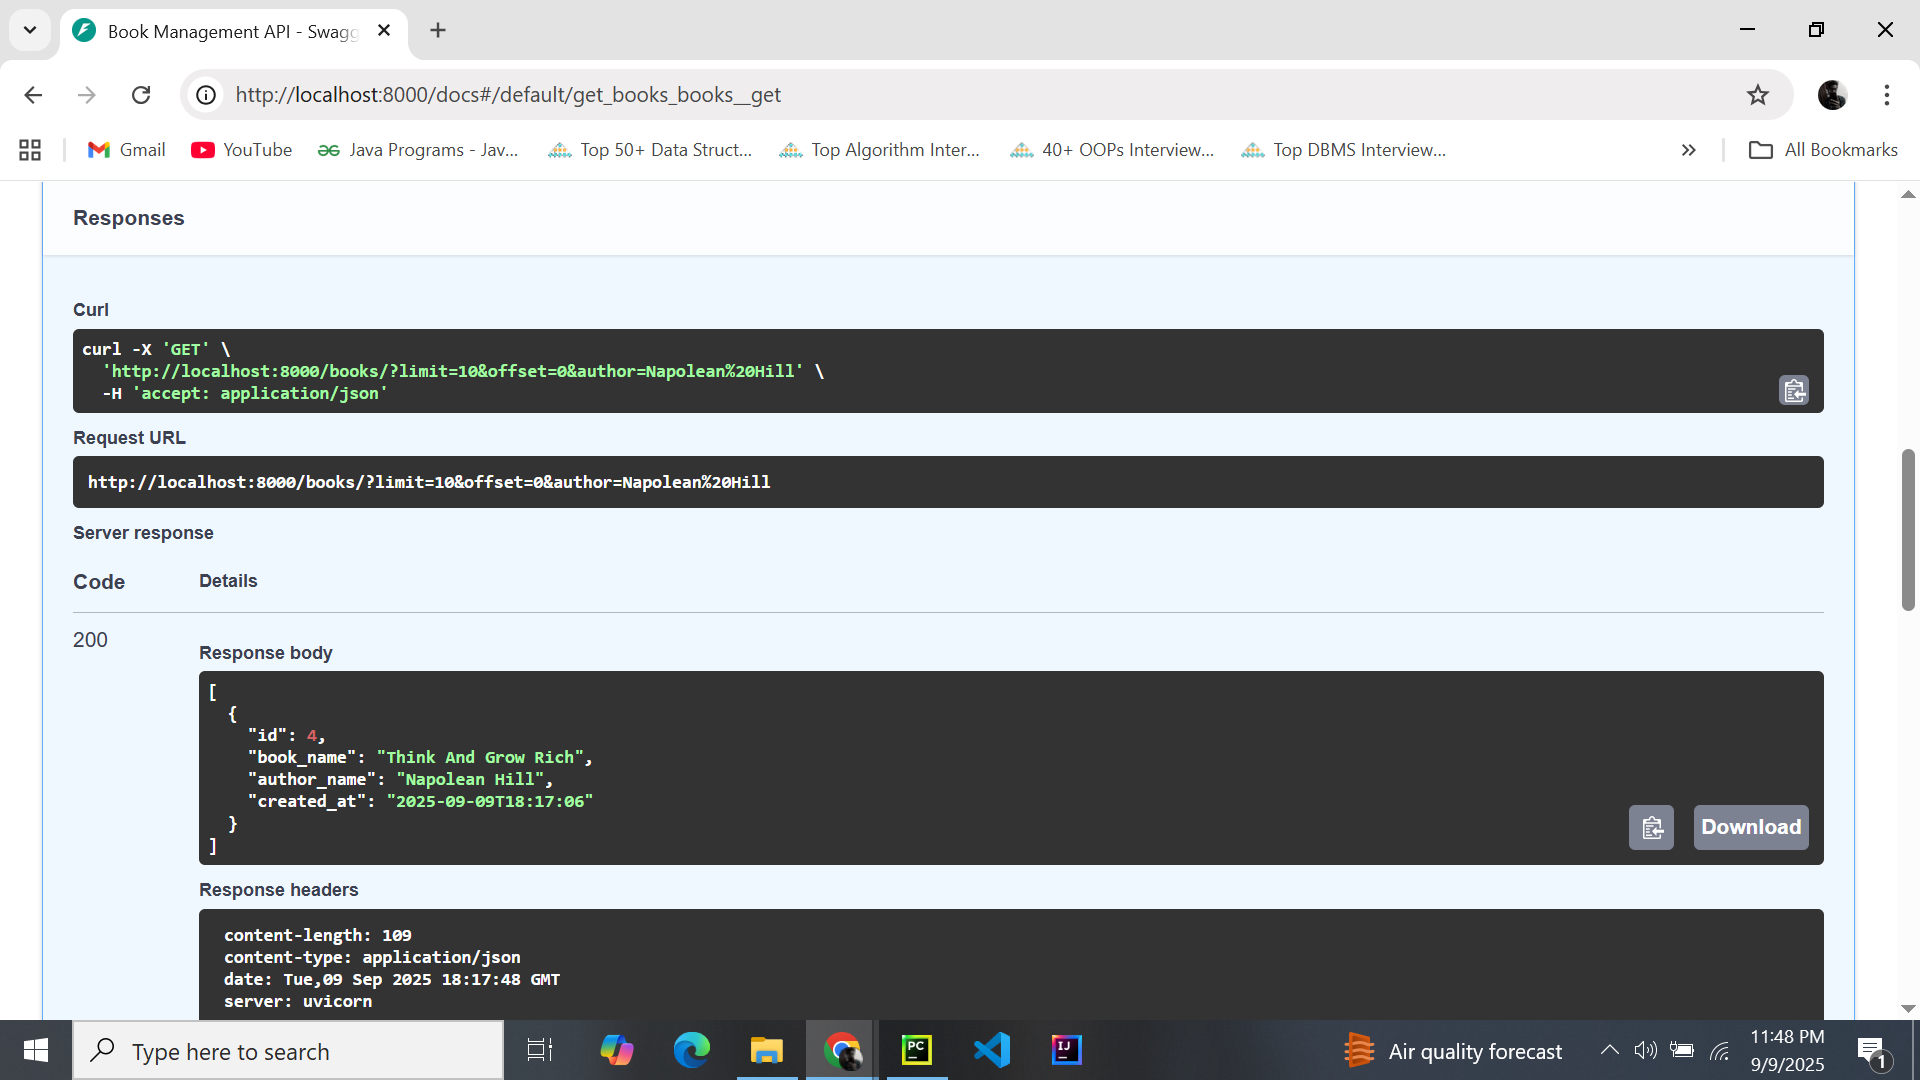 Book Management API - Swagg
http://localhost:8000/docs#/default/get_books_books__get
Gmail
YouTube
Java Programs - Jav...
Top 50+ Data Struct...
Top Algorithm Inter...
40+ OOPs Interview...
Top DBMS Interview...
All Bookmarks
Responses
Curl
curl -X 'GET' \
'http://localhost:8000/books/?limit=10&offset=0&author=Napolean%20Hill' \
-H 'accept: application/json'
Request URL
http://localhost:8000/books/?limit=10&offset=0&author=Napolean%20Hill
Server response
Code Details
200
Response body
[
{
"id": 4,
"book_name": "Think And Grow Rich",
"author_name": "Napolean Hill",
"created_at": "2025-09-09T18:17:06"
}
]
Download
Response headers
content-length: 109
content-type: application/json
date: Tue,09 Sep 2025 18:17:48 GMT
server: uvicorn
Type here to search
PC
IJ
Air quality forecast
11:48 PM
9/9/2025
1